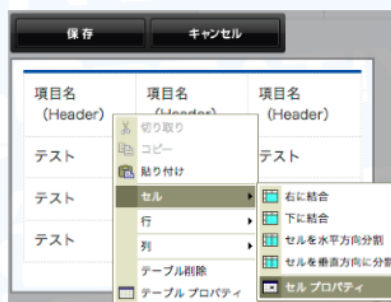 保存 キャンセル
項目名 項目名 項目名
(Header) (Header) (Header)
切り取り
テスト コピー テスト
貼り付け
テスト セル 右に結合
行 下に結合
テスト 列 セルを水平方向分割
テーブル削除 セルを垂直方向に分割
テーブル プロパティ セル プロパティ